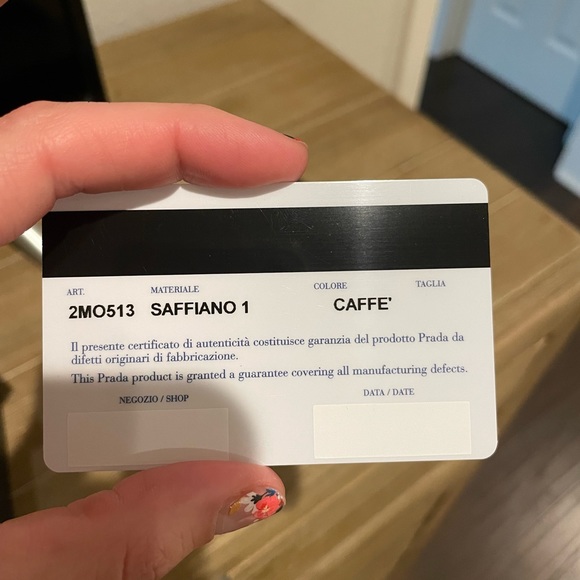 ART. MATERIALE COLORE TAGLIA
2MO513 SAFFIANO 1 CAFFE'
Il presente certificato di autenticità costituisce garanzia del prodotto Prada da
difetti originari di fabbricazione.
This Prada product is granted a guarantee covering all manufacturing defects.
NEGOZIO / SHOP DATA / DATE